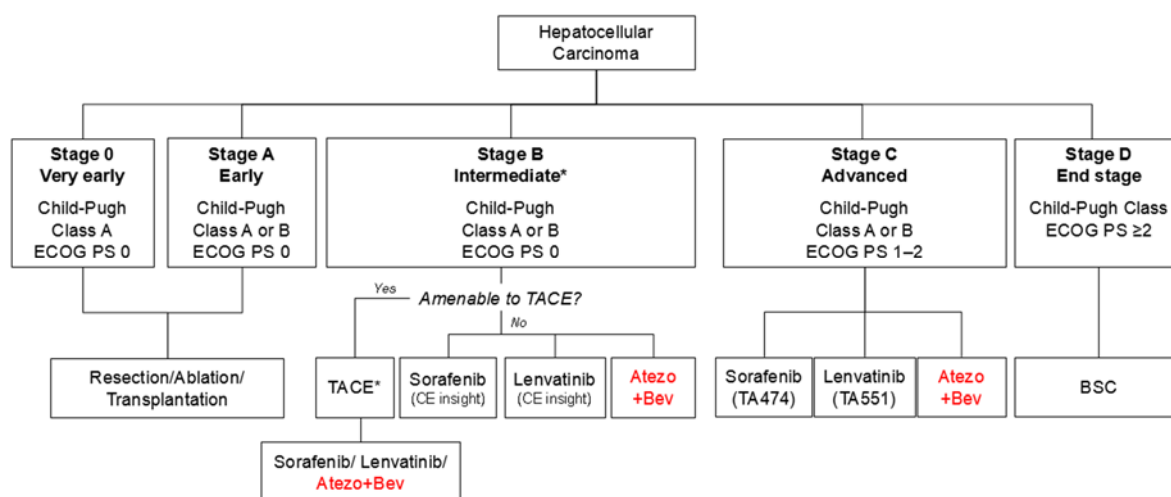 Hepatocellular
Carcinoma
Stage 0
Very early
Child-Pugh
Class A
ECOG PS 0
Stage A
Early
Child-Pugh
Class A or B
ECOG PS 0
Stage B
Intermediate*
Child-Pugh
Class A or B
ECOG PS 0
Stage C
Advanced
Child-Pugh
Class A or B
ECOG PS 1–2
Stage D
End stage
Child-Pugh Class
ECOG PS ≥2
Yes
Amenable to TACE?
No
Resection/Ablation/
Transplantation
TACE*
Sorafenib
(CE insight)
Lenvatinib
(CE insight)
Atezo
+Bev
Sorafenib
(TA474)
Lenvatinib
(TA551)
Atezo
+Bev
BSC
Sorafenib/ Lenvatinib/
Atezo+Bev